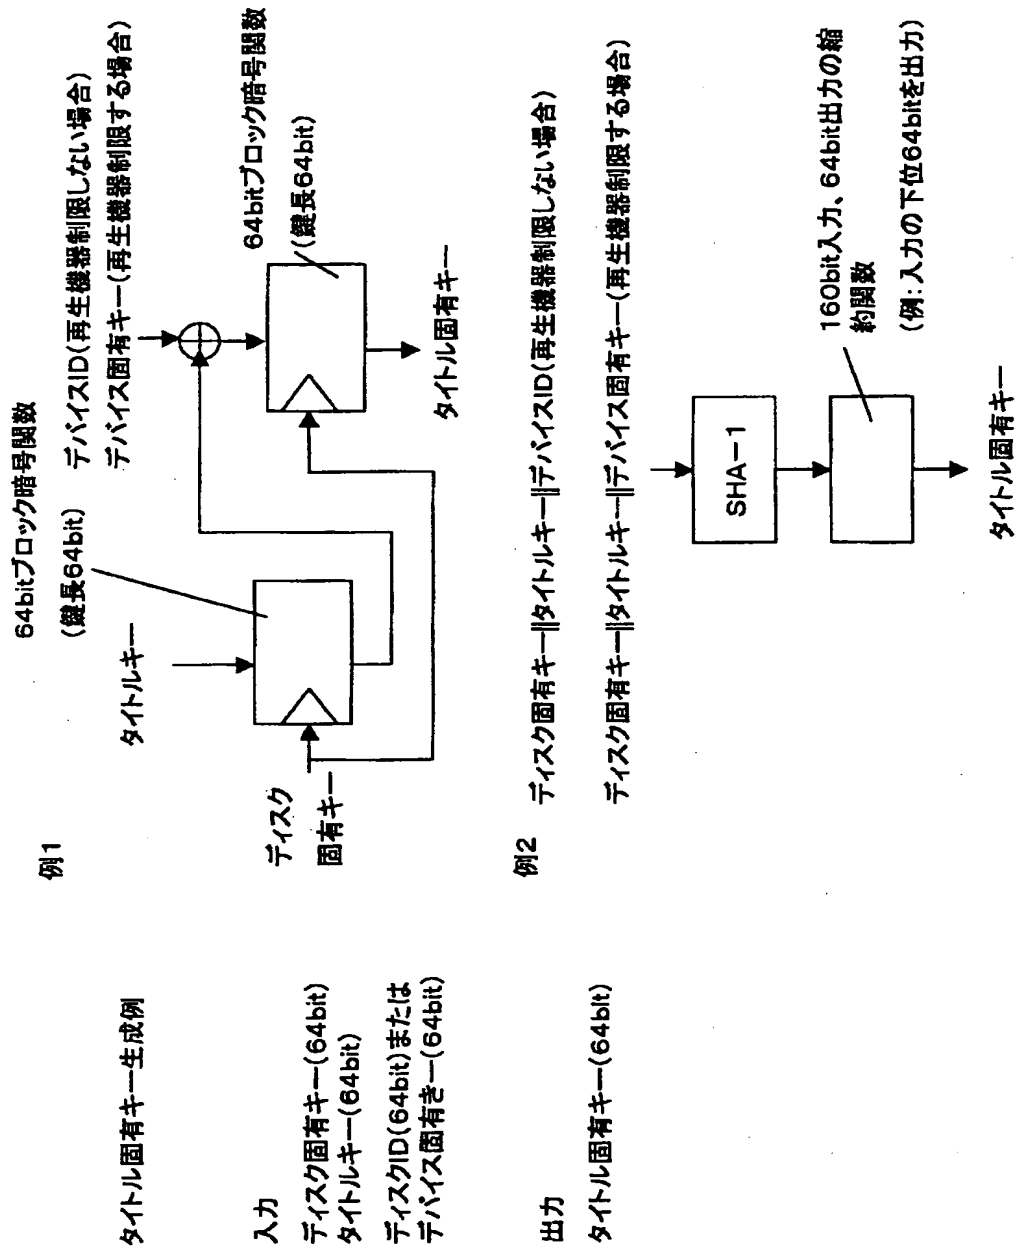 タイトル固有キー生成例
入力
ディスク固有キー(64bit)
タイトルキー(64bit)
ディスクID(64bit)または
デバイス固有きー(64bit)
出力
タイトル固有キー(64bit)
例1
64bitブロック暗号関数
(鍵長64bit)
タイトルキー
ディスク
固有キー
デバイスID(再生機器制限しない場合)
デバイス固有キー(再生機器制限する場合)
64bitブロック暗号関数
(鍵長64bit)
タイトル固有キー
例2
ディスク固有キー||タイトルキー||デバイスID(再生機器制限しない場合)
ディスク固有キー||タイトルキー||デバイス固有キー(再生機器制限する場合)
SHA-1
160bit入力、64bit出力の縮
約関数
(例:入力の下位64bitを出力)
タイトル固有キー